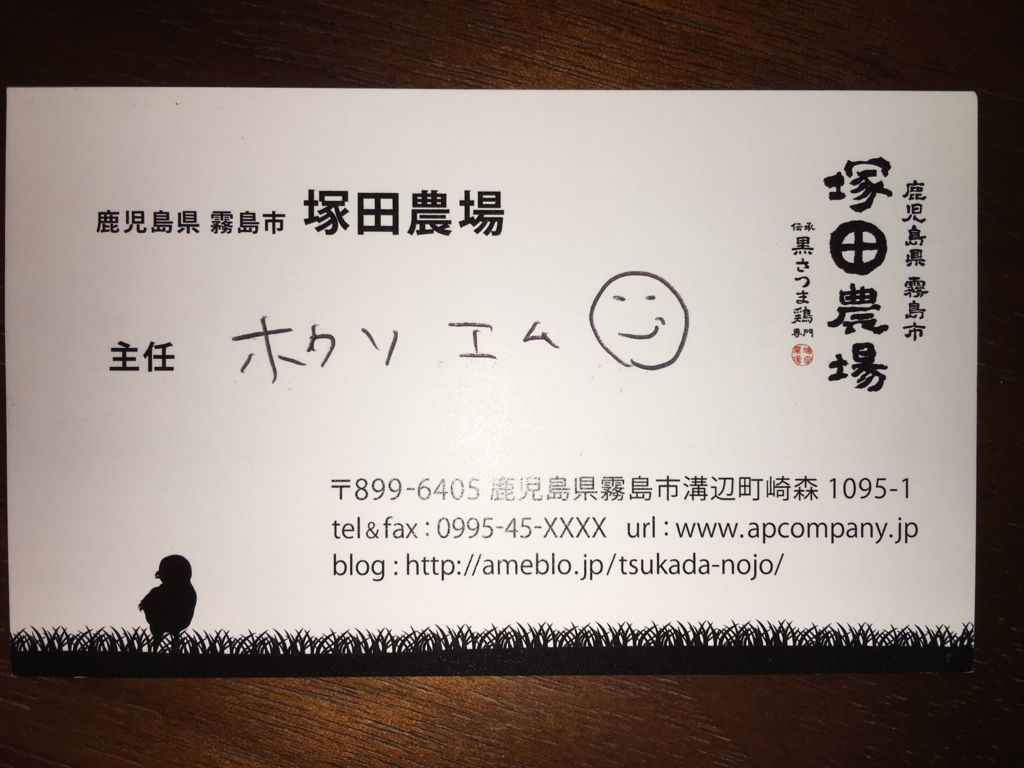 鹿児島県 霧島市 塚田農場
主任 ホウソ エム
〒899-6405 鹿児島県霧島市溝辺町崎森 1095-1
tel&fax : 0995-45-XXXX url : www.apcompany.jp
blog : http://ameblo.jp/tsukada-nojo/
鹿児島県 霧島市
塚田農場
伝承 黒さつま鶏 専門